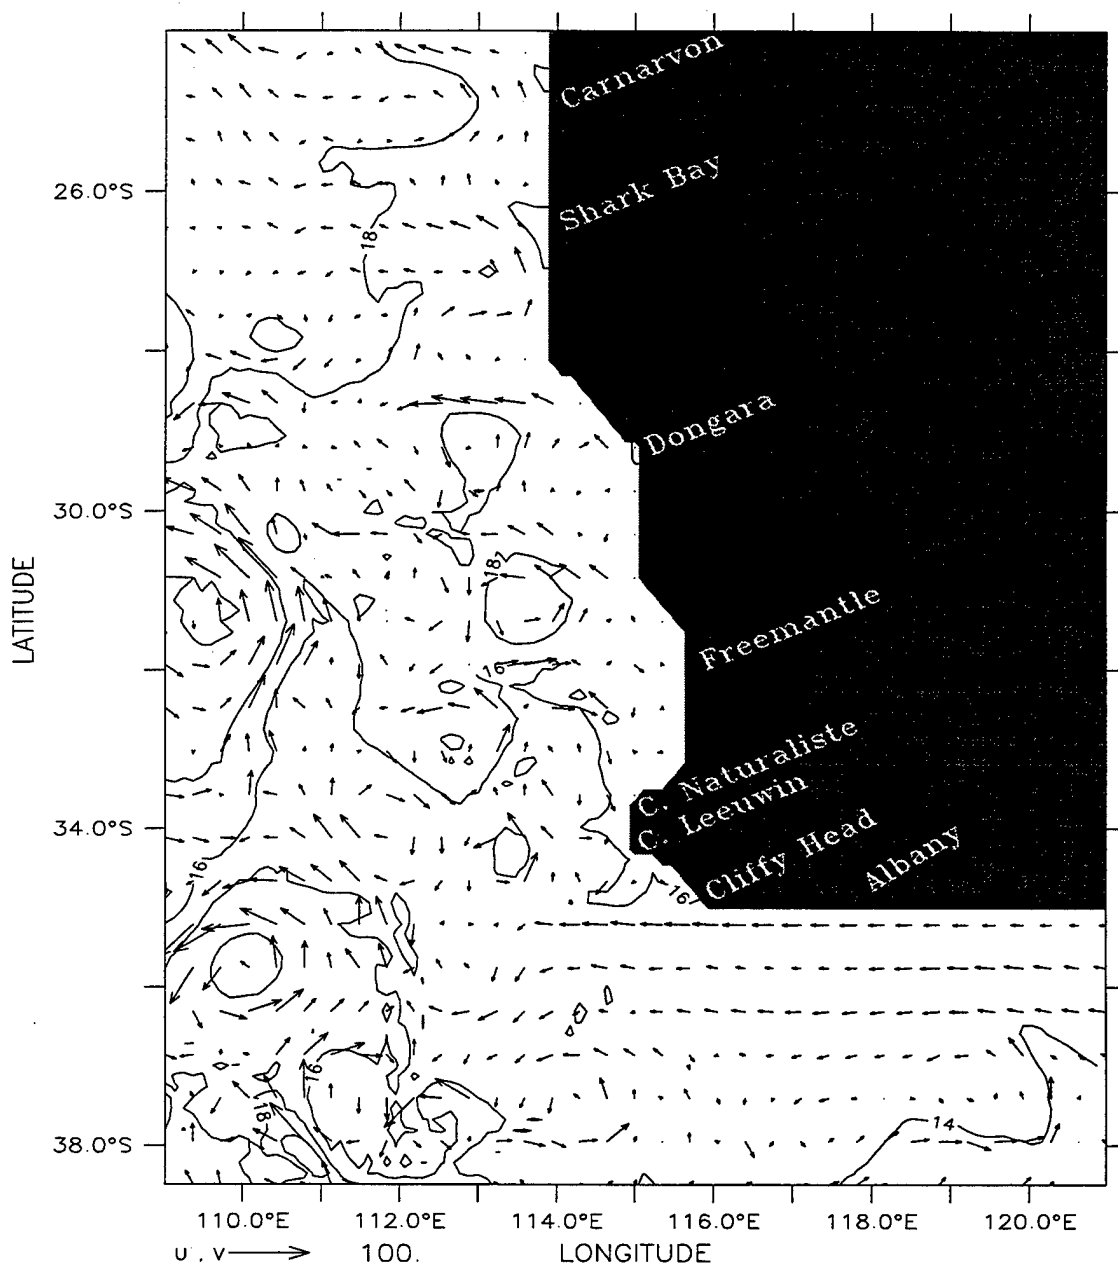 Carnarvon
26.0°S
Shark Bay
18
Dongara
30.0°S
18
LATITUDE
Freemantle
16
C. Naturaliste
C. Leeuwin
34.0°S
Cliffy Head
Albany
16
16
16
18
14
38.0°S
110.0°E 112.0°E 114.0°E 116.0°E 118.0°E 120.0°E
U , V 100. LONGITUDE